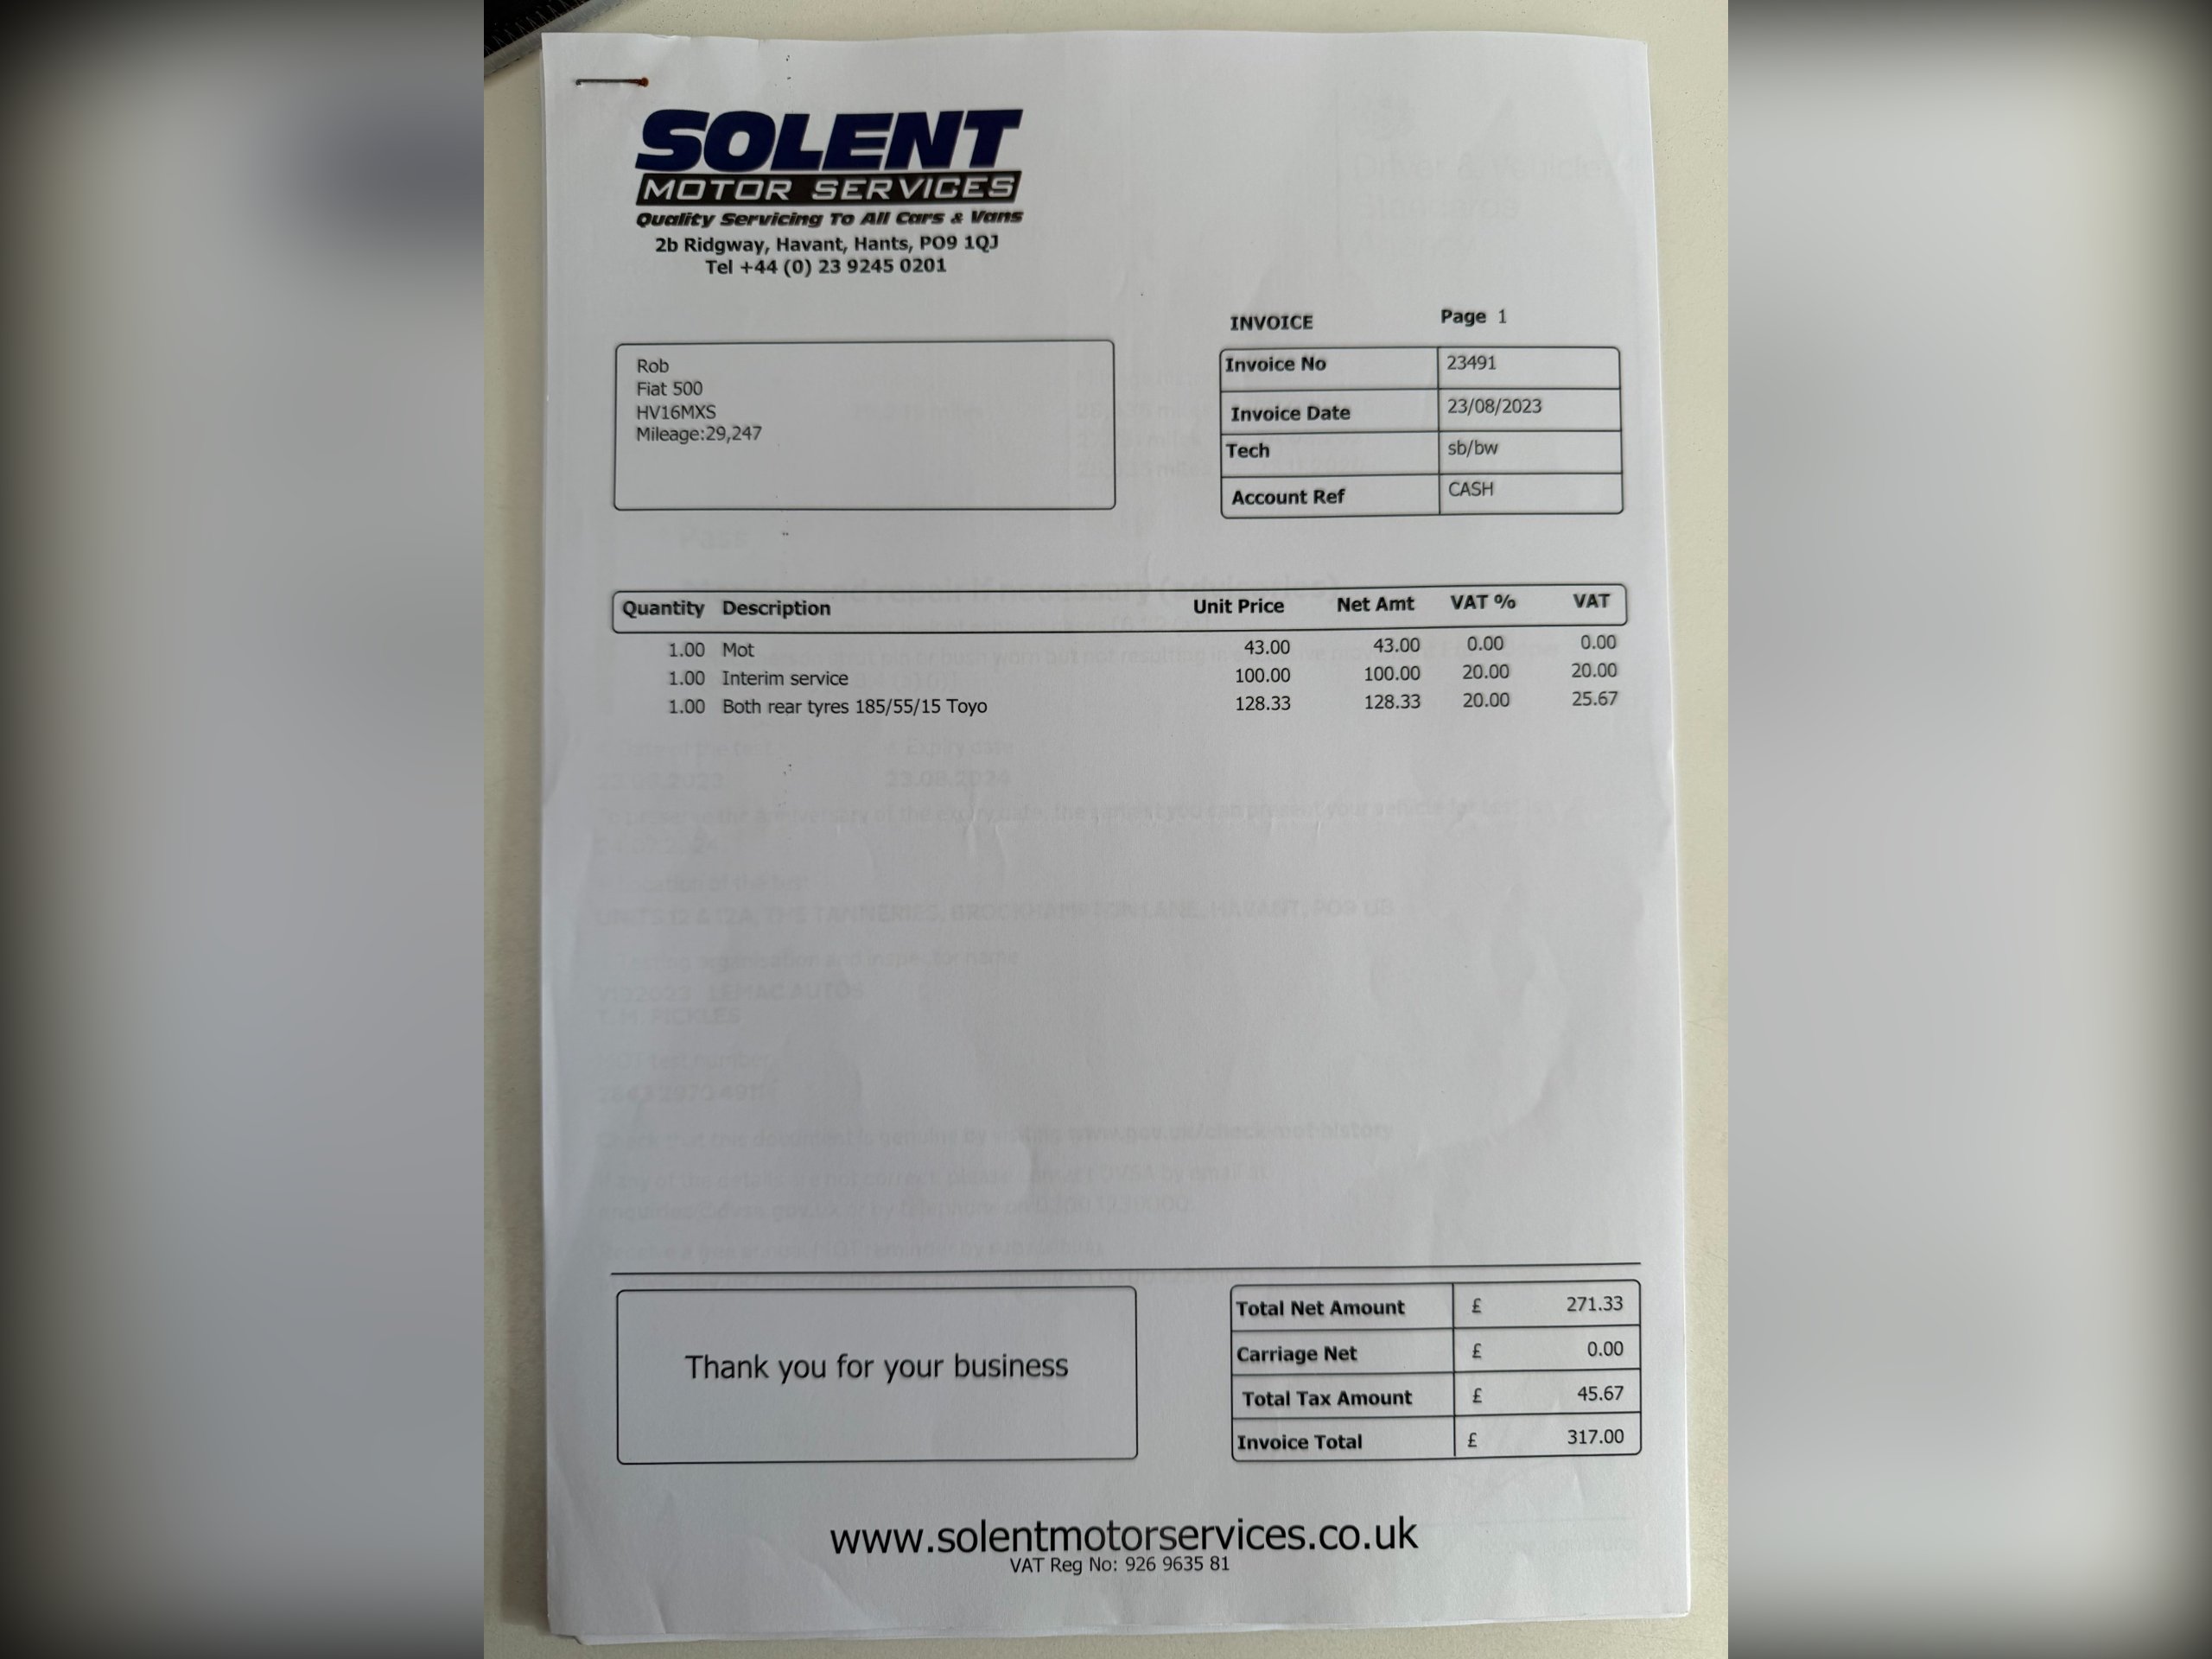 SOLENT
MOTOR SERVICES
Quality Servicing To All Cars & Vans
2b Ridgway, Havant, Hants, PO9 1QJ
Tel +44 (0) 23 9245 0201
INVOICE Page 1
Rob
Fiat 500
HV16MXS
Mileage:29,247
Invoice No 23491
Invoice Date 23/08/2023
Tech sb/bw
Account Ref CASH
Quantity Description Unit Price Net Amt VAT % VAT
1.00 Mot 43.00 43.00 0.00 0.00
1.00 Interim service 100.00 100.00 20.00 20.00
1.00 Both rear tyres 185/55/15 Toyo 128.33 128.33 20.00 25.67
Thank you for your business
Total Net Amount £ 271.33
Carriage Net £ 0.00
Total Tax Amount £ 45.67
Invoice Total £ 317.00
www.solentmotorservices.co.uk
VAT Reg No: 926 9635 81